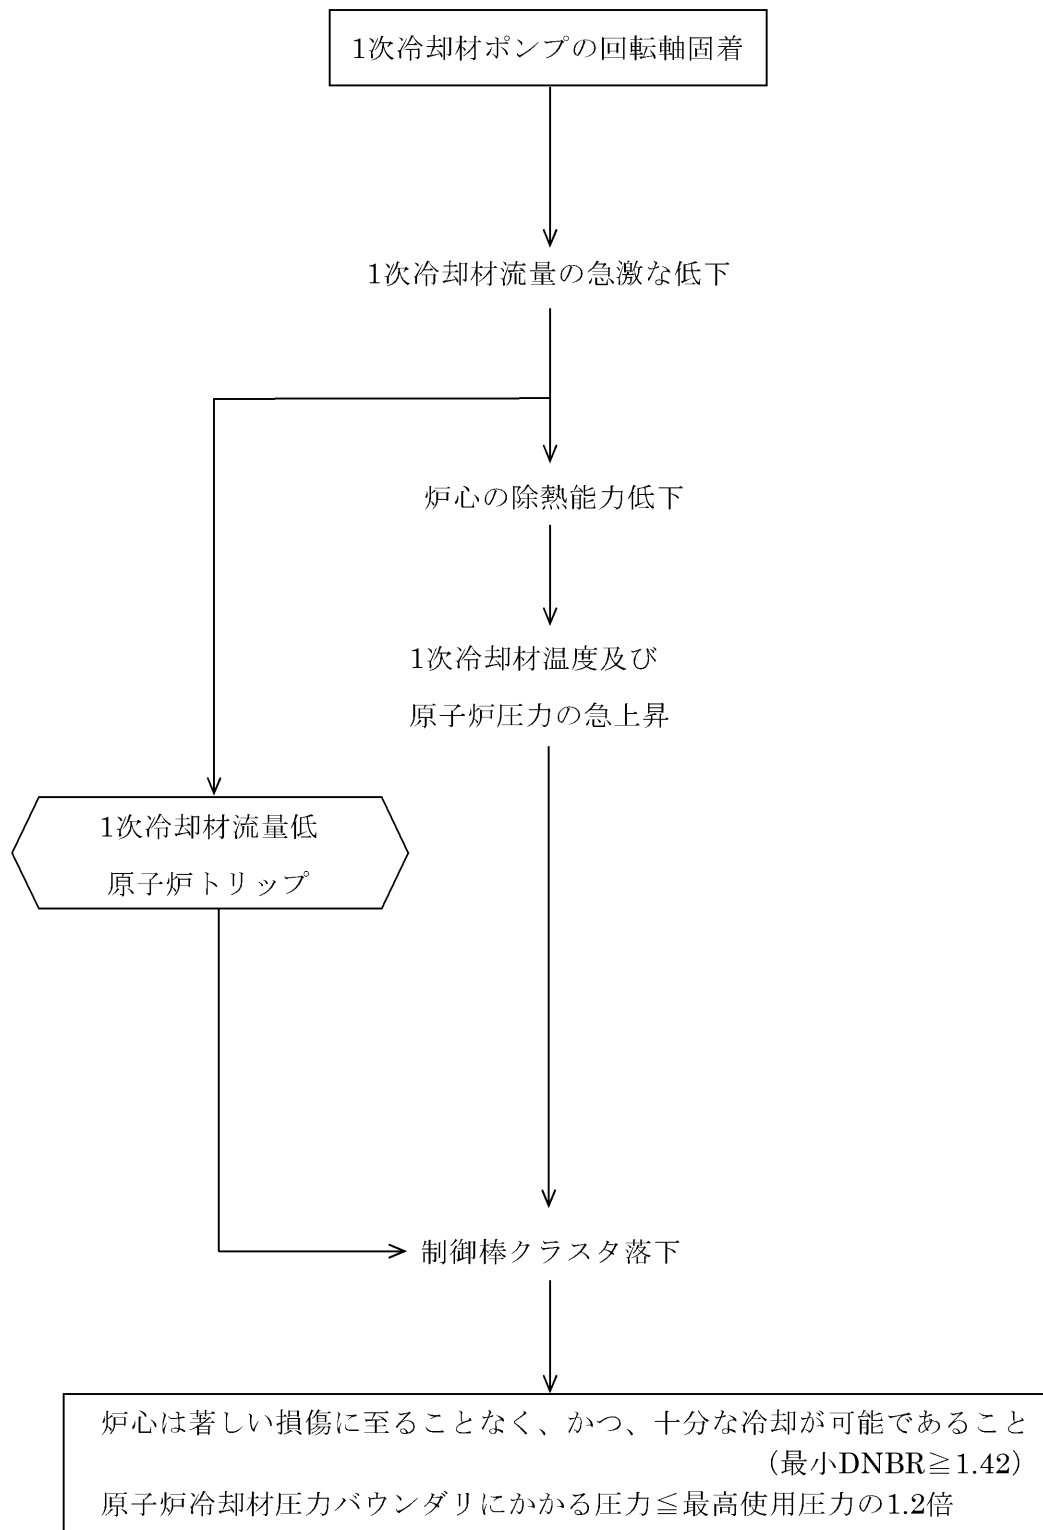 1次冷却材ポンプの回転軸固着
1次冷却材流量の急激な低下
炉心の除熱能力低下
1次冷却材温度及び
原子炉圧力の急上昇
1次冷却材流量低
原子炉トリップ
制御棒クラスタ落下
炉心は著しい損傷に至ることなく、かつ、十分な冷却が可能であること
(最小DNBR≧1.42)
原子炉冷却材圧力バウンダリにかかる圧力≦最高使用圧力の1.2倍